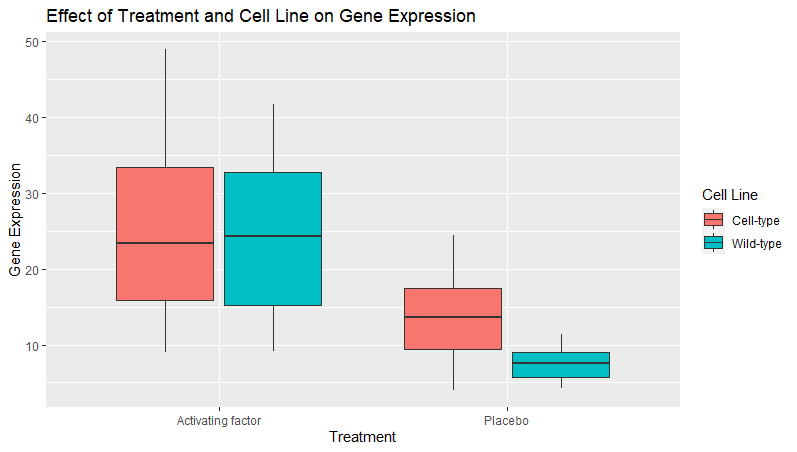 Effect of Treatment and Cell Line on Gene Expression
50
40
30
20
10
Gene Expression
Activating factor
Placebo
Treatment
Cell Line
Cell-type
Wild-type